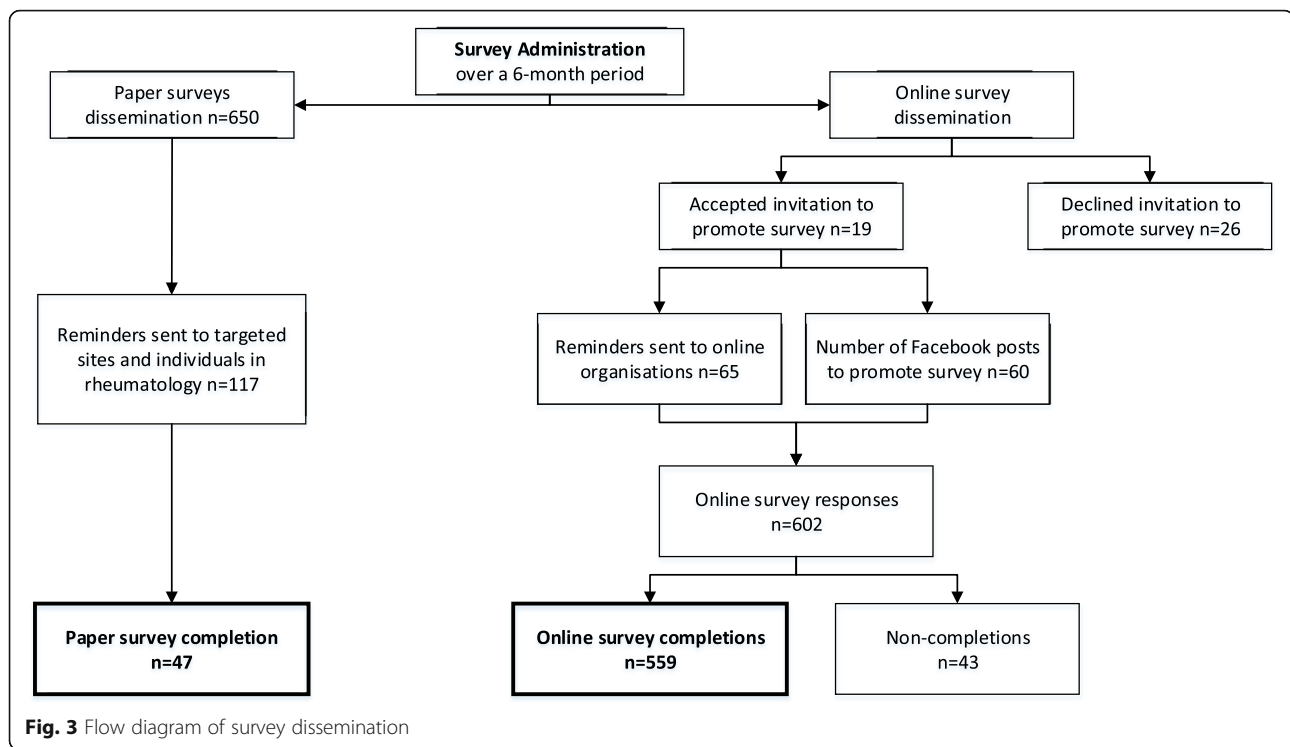 Survey Administration
over a 6-month period
Paper surveys
dissemination n=650
Online survey
dissemination
Accepted invitation to
promote survey n=19
Declined invitation to
promote survey n=26
Reminders sent to targeted
sites and individuals in
rheumatology n=117
Reminders sent to online
organisations n=65
Number of Facebook posts
to promote survey n=60
Online survey responses
n=602
Paper survey completion
n=47
Online survey completions
n=559
Non-completions
n=43
Fig. 3 Flow diagram of survey dissemination